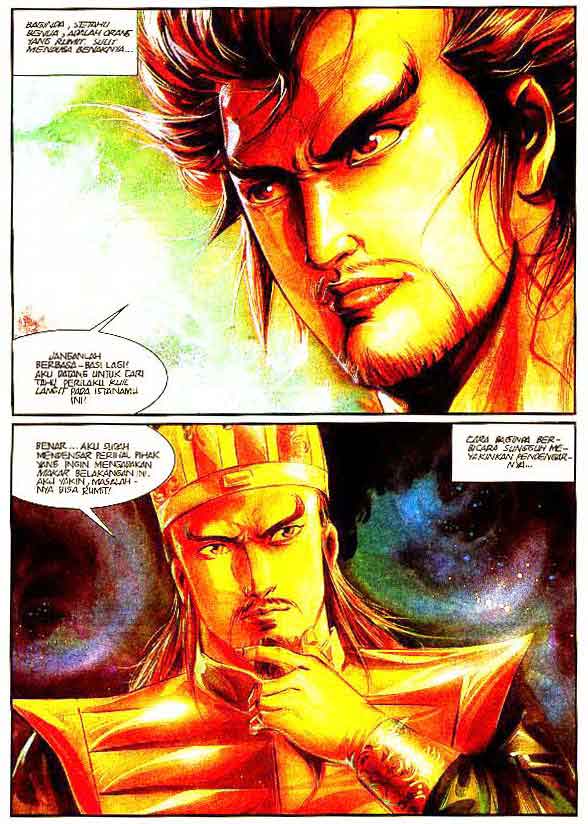 BAGINDA, SETAHU
BENUA, ADALAH ORANG
YANG RUMIT. SULIT
MENDUGA BENAKNYA...
JANGANLAH
BERBASA-BASI LAGI!
AKU DATANG UNTUK CARI
TAHU PERILAKU KUIL
LANGIT PADA ISTANAMU
INI!
BENAR... AKU SUDAH
MENDENGAR PERIHAL PIHAK
YANG INGIN MENGADAKAN
MAKAR BELAKANGAN INI.
AKU YAKIN, MASALAH-
NYA BISA RUMIT!
CARA BAGINDA BER-
BICARA SUNGGUH ME-
YAKINKAN PENDENGAR-
NYA...